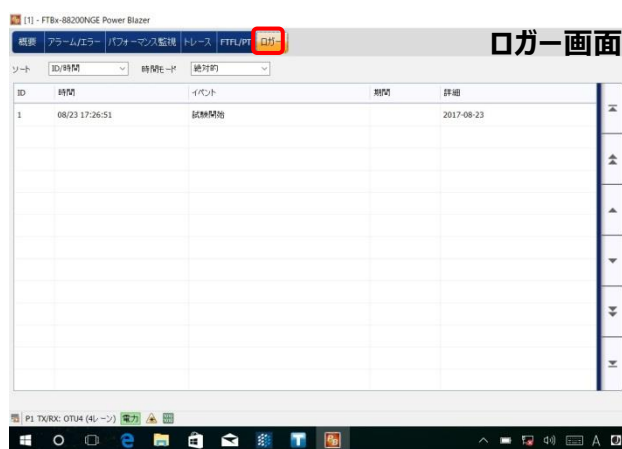 [1] - FTBx-88200NGE Power Blazer
概要 アラーム/エラー パフォーマンス監視 トレース FTFL/PT ロガー
ロガー画面
ソート ID/時間 時間モード 絶対的
ID 時間 イベント 期間 詳細
1 08/23 17:26:51 試験開始 2017-08-23
P1 TX/RX: OTU4 (4レーン) 電力
A